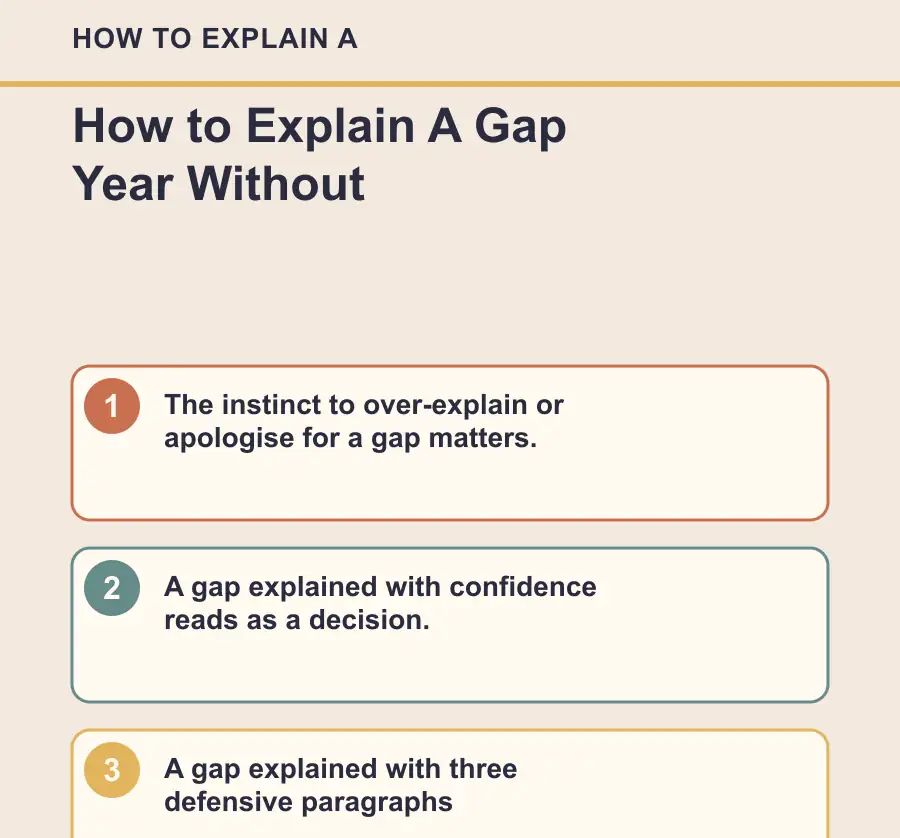 HOW TO EXPLAIN A
How to Explain A Gap
Year Without
1
The instinct to over-explain or
apologise for a gap matters.
2
A gap explained with confidence
reads as a decision.
3
A gap explained with three
defensive paragraphs